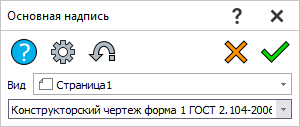 Основная надпись ? ×
?
Вид Страница1
Конструкторский чертеж форма 1 ГОСТ 2.104-2006